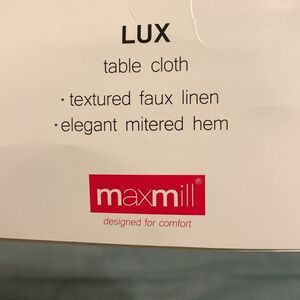 LUX
table cloth
· textured faux linen
· elegant mitered hem
maxmill®
designed for comfort